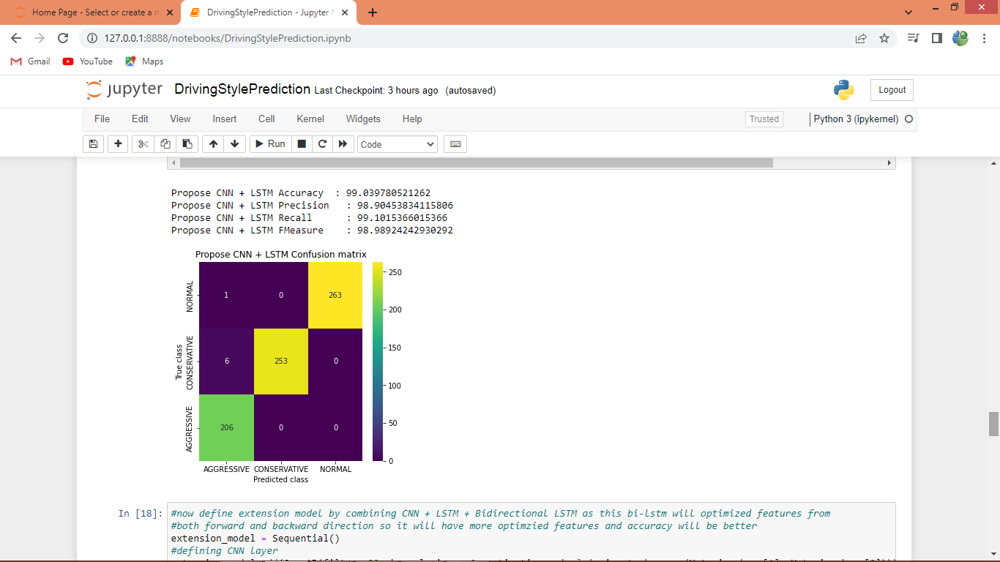 Home Page - Select or create a n
DrivingStylePrediction - Jupyter N
127.0.0.1:8888/notebooks/DrivingStylePrediction.ipynb
Gmail YouTube Maps
jupyter DrivingStylePrediction Last Checkpoint: 3 hours ago (autosaved)
Logout
File Edit View Insert Cell Kernel Widgets Help
Trusted
Python 3 (ipykernel)
Run
Code
Propose CNN + LSTM Accuracy : 99.039780521262
Propose CNN + LSTM Precision : 98.90453834115806
Propose CNN + LSTM Recall : 99.1015366015366
Propose CNN + LSTM FMeasure : 98.98924242930292
Propose CNN + LSTM Confusion matrix
NORMAL
1 0 263
CONSERVATIVE
6 253 0
AGGRESSIVE
206 0 0
True class
AGGRESSIVE CONSERVATIVE NORMAL
Predicted class
250
200
150
100
50
0
In [18]:
#now define extension model by combining CNN + LSTM + Bidirectional LSTM as this bi-lstm will optimized features from
#both forward and backward direction so it will have more optimzied features and accuracy will be better
extension_model = Sequential()
#defining CNN layer